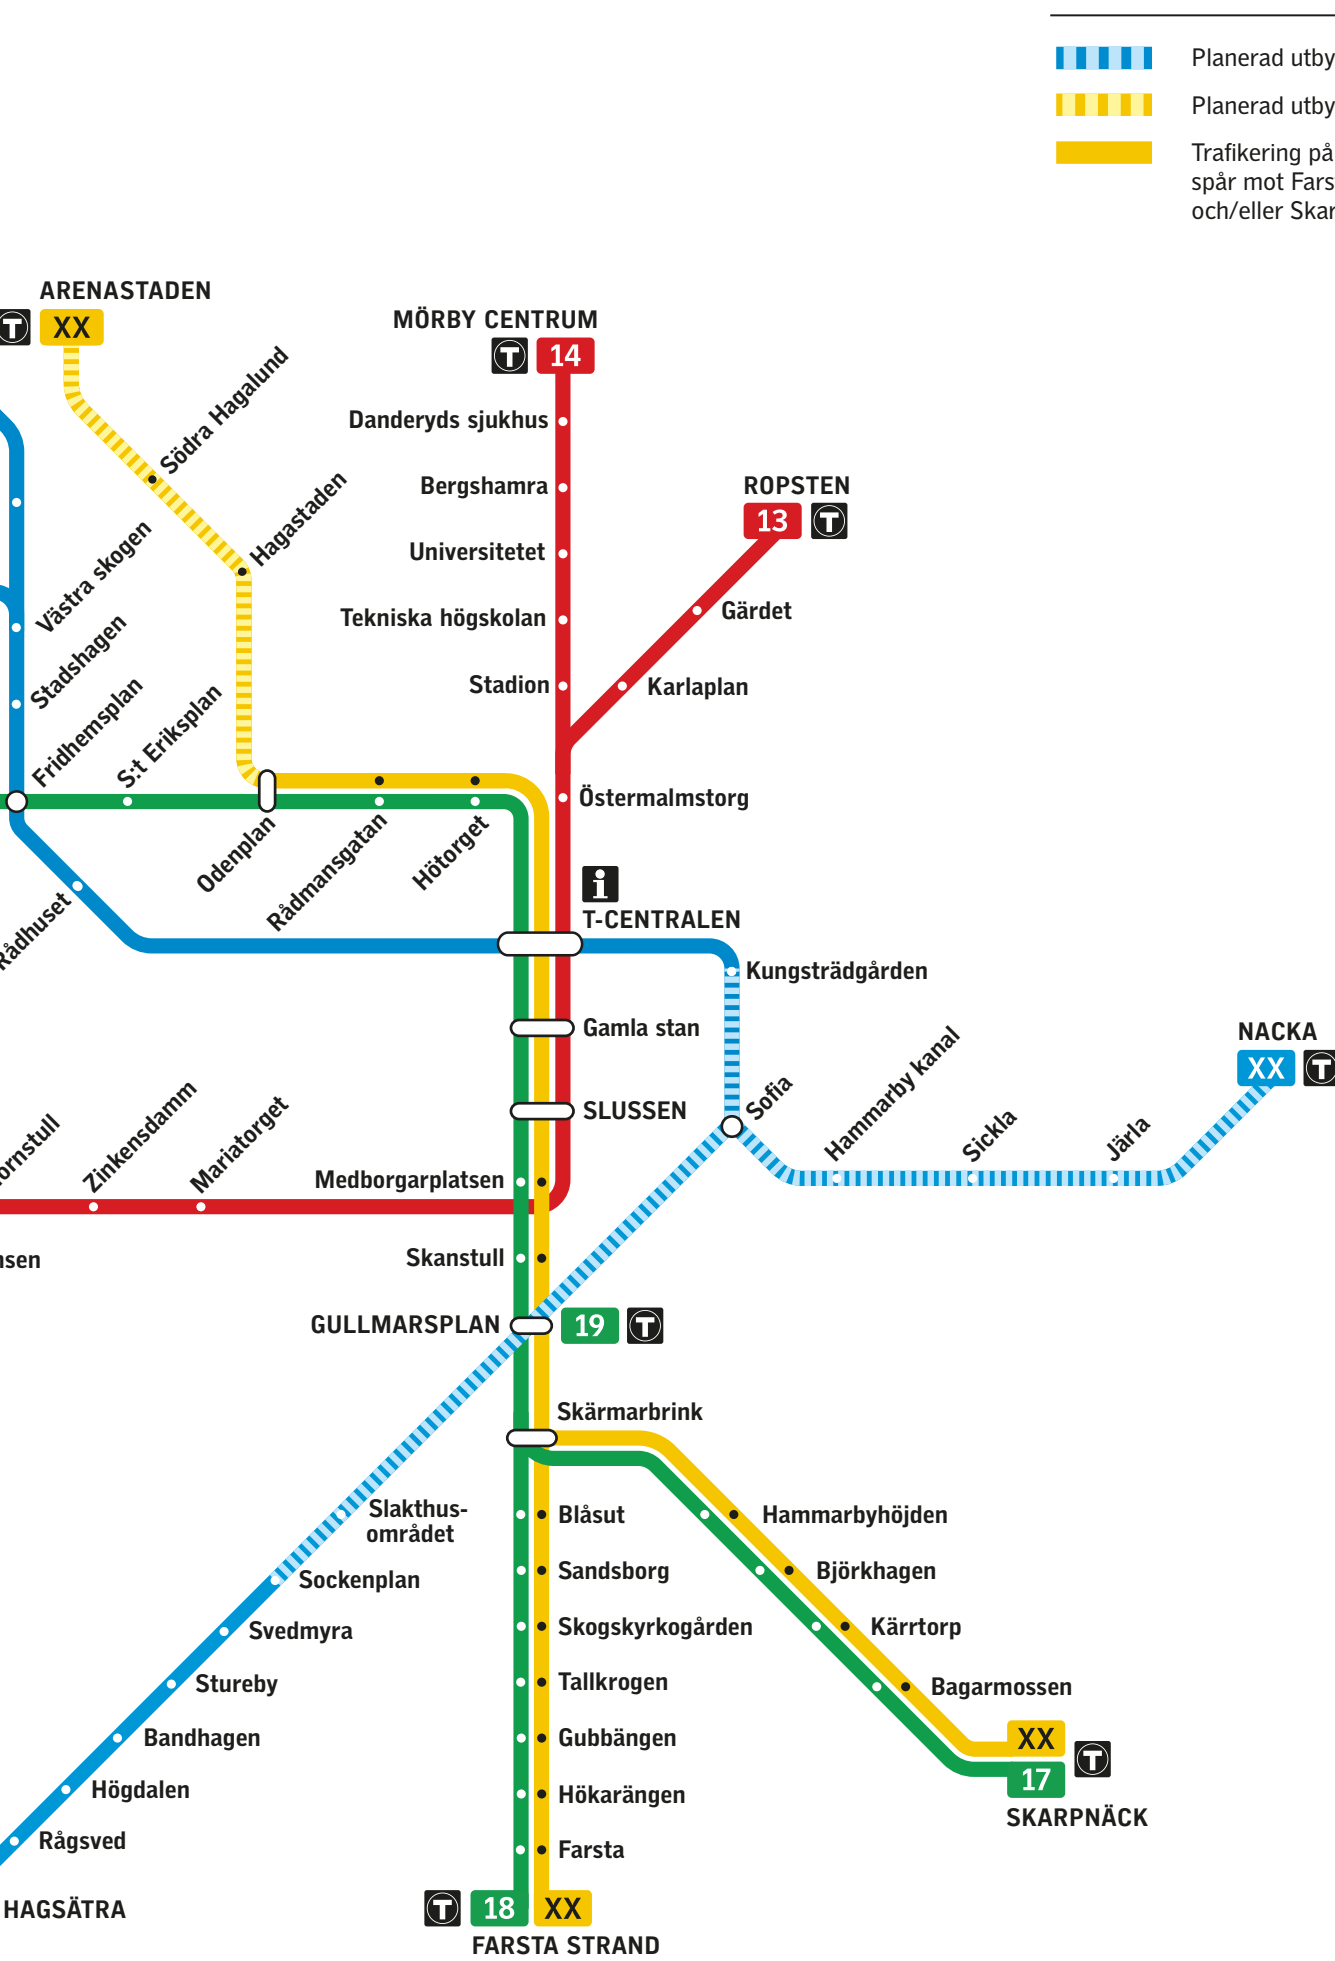 Planerad utby
Planerad utby
Trafikering på
spår mot Fars
och/eller Skar
ARENASTADEN
T
XX
MÖRBY CENTRUM
T
14
Södra Hagalund
Danderyds sjukhus
Hagastaden
Bergshamra
ROPSTEN
13
T
Västra skogen
Universitetet
Stadshagen
Tekniska högskolan
Gärdet
Fridhemsplan
S:t Eriksplan
Stadion
Karlaplan
Östermalmstorg
Odenplan
Rådmansgatan
Hötorget
i
T-CENTRALEN
Rådhuset
Kungsträdgården
Gamla stan
NACKA
XX
T
Hammarby kanal
Sofia
SLUSSEN
Sickla
Järla
ornstull
Zinkensdamm
Mariatorget
Medborgarplatsen
Skanstull
nsen
GULLMARSPLAN
19
T
Skärmarbrink
Slakthus-
området
Blåsut
Hammarbyhöjden
Sockenplan
Sandsborg
Björkhagen
Svedmyra
Skogskyrkogården
Kärrtorp
Stureby
Tallkrogen
Bagarmossen
Bandhagen
Gubbängen
XX
T
17
SKARPNÄCK
Högdalen
Hökarängen
Rågsved
Farsta
HAGSÄTRA
T
18
XX
FARSTA STRAND